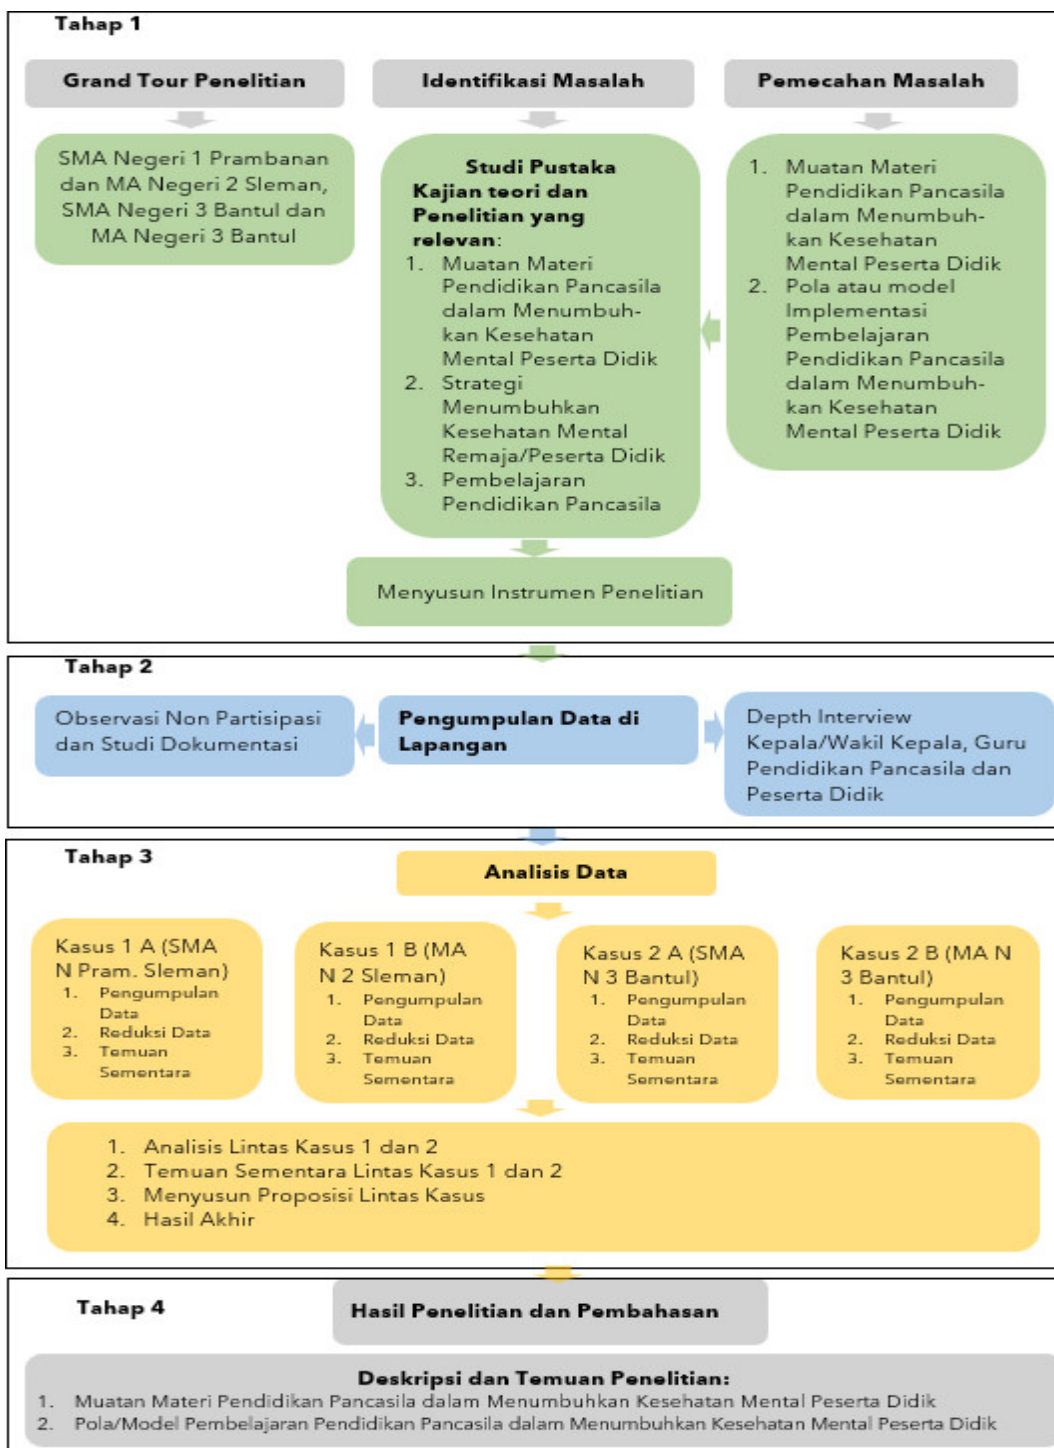 Tahap 1
Grand Tour Penelitian
SMA Negeri 1 Prambanan
dan MA Negeri 2 Sleman,
SMA Negeri 3 Bantul dan
MA Negeri 3 Bantul
Identifikasi Masalah
Studi Pustaka
Kajian teori dan
Penelitian yang
relevan:
1. Muatan Materi
Pendidikan Pancasila
dalam Menumbuh-
kan Kesehatan
Mental Peserta Didik
2. Strategi
Menumbuhkan
Kesehatan Mental
Remaja/Peserta Didik
3. Pembelajaran
Pendidikan Pancasila
Pemecahan Masalah
1. Muatan Materi
Pendidikan Pancasila
dalam Menumbuh-
kan Kesehatan
Mental Peserta Didik
2. Pola atau model
Implementasi
Pembelajaran
Pendidikan Pancasila
dalam Menumbuh-
kan Kesehatan
Mental Peserta Didik
Menyusun Instrumen Penelitian
Tahap 2
Observasi Non Partisipasi
dan Studi Dokumentasi
Pengumpulan Data di
Lapangan
Depth Interview
Kepala/Wakil Kepala, Guru
Pendidikan Pancasila dan
Peserta Didik
Tahap 3
Analisis Data
Kasus 1 A (SMA
N Pram. Sleman)
1. Pengumpulan
Data
2. Reduksi Data
3. Temuan
Sementara
Kasus 1 B (MA
N 2 Sleman)
1. Pengumpulan
Data
2. Reduksi Data
3. Temuan
Sementara
Kasus 2 A (SMA
N 3 Bantul)
1. Pengumpulan
Data
2. Reduksi Data
3. Temuan
Sementara
Kasus 2 B (MA N
3 Bantul)
1. Pengumpulan
Data
2. Reduksi Data
3. Temuan
Sementara
1. Analisis Lintas Kasus 1 dan 2
2. Temuan Sementara Lintas Kasus 1 dan 2
3. Menyusun Proposisi Lintas Kasus
4. Hasil Akhir
Tahap 4
Hasil Penelitian dan Pembahasan
Deskripsi dan Temuan Penelitian:
1. Muatan Materi Pendidikan Pancasila dalam Menumbuhkan Kesehatan Mental Peserta Didik
2. Pola/Model Pembelajaran Pendidikan Pancasila dalam Menumbuhkan Kesehatan Mental Peserta Didik